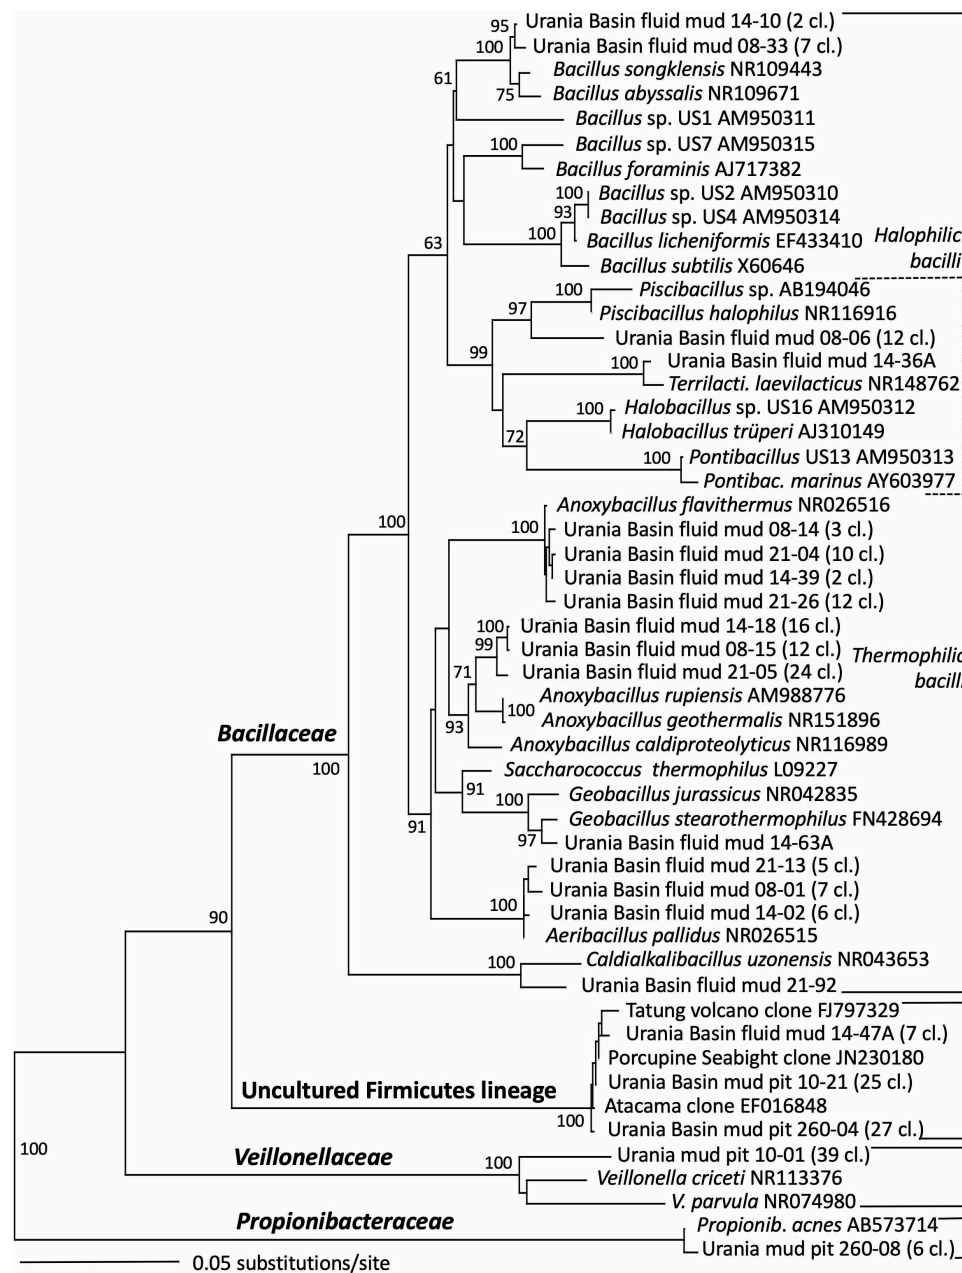 95 Urania Basin fluid mud 14-10 (2 cl.)
100 Urania Basin fluid mud 08-33 (7 cl.)
Bacillus songklensis NR109443
61
75 Bacillus abyssalis NR109671
Bacillus sp. US1 AM950311
100 Bacillus sp. US7 AM950315
Bacillus foraminis AJ717382
100 Bacillus sp. US2 AM950310
93 Bacillus sp. US4 AM950314
100 Bacillus licheniformis EF433410 Halophilic
63 bacilli
Bacillus subtilis X60646
100 Piscibacillus sp. AB194046
97 Piscibacillus halophilus NR116916
Urania Basin fluid mud 08-06 (12 cl.)
99
100 Urania Basin fluid mud 14-36A
Terrilacti. laevilacticus NR148762
100 Halobacillus sp. US16 AM950312
72 Halobacillus trüperi AJ310149
100 Pontibacillus US13 AM950313
Pontibac. marinus AY603977
Anoxybacillus flavithermus NR026516
100 100 Urania Basin fluid mud 08-14 (3 cl.)
Urania Basin fluid mud 21-04 (10 cl.)
Urania Basin fluid mud 14-39 (2 cl.)
Urania Basin fluid mud 21-26 (12 cl.)
100 Urania Basin fluid mud 14-18 (16 cl.)
99 Urania Basin fluid mud 08-15 (12 cl.) Thermophilic
71 Urania Basin fluid mud 21-05 (24 cl.) bacilli
Anoxybacillus rupiensis AM988776
100
93 Anoxybacillus geothermalis NR151896
Bacillaceae
Anoxybacillus caldiproteolyticus NR116989
100 Saccharococcus thermophilus L09227
91
100 Geobacillus jurassicus NR042835
91 Geobacillus stearothermophilus FN428694
97 Urania Basin fluid mud 14-63A
Urania Basin fluid mud 21-13 (5 cl.)
Urania Basin fluid mud 08-01 (7 cl.)
100 Urania Basin fluid mud 14-02 (6 cl.)
90
Aeribacillus pallidus NR026515
100 Caldialkalibacillus uzonensis NR043653
Urania Basin fluid mud 21-92
Tatung volcano clone FJ797329
Urania Basin fluid mud 14-47A (7 cl.)
Porcupine Seabight clone JN230180
Uncultured Firmicutes lineage Urania Basin mud pit 10-21 (25 cl.)
Atacama clone EF016848
100 Urania Basin mud pit 260-04 (27 cl.)
100
Veillonellaceae 100 Urania mud pit 10-01 (39 cl.)
Veillonella criceti NR113376
V. parvula NR074980
Propionibacteraceae Propionib. acnes AB573714
Urania mud pit 260-08 (6 cl.)
0.05 substitutions/site